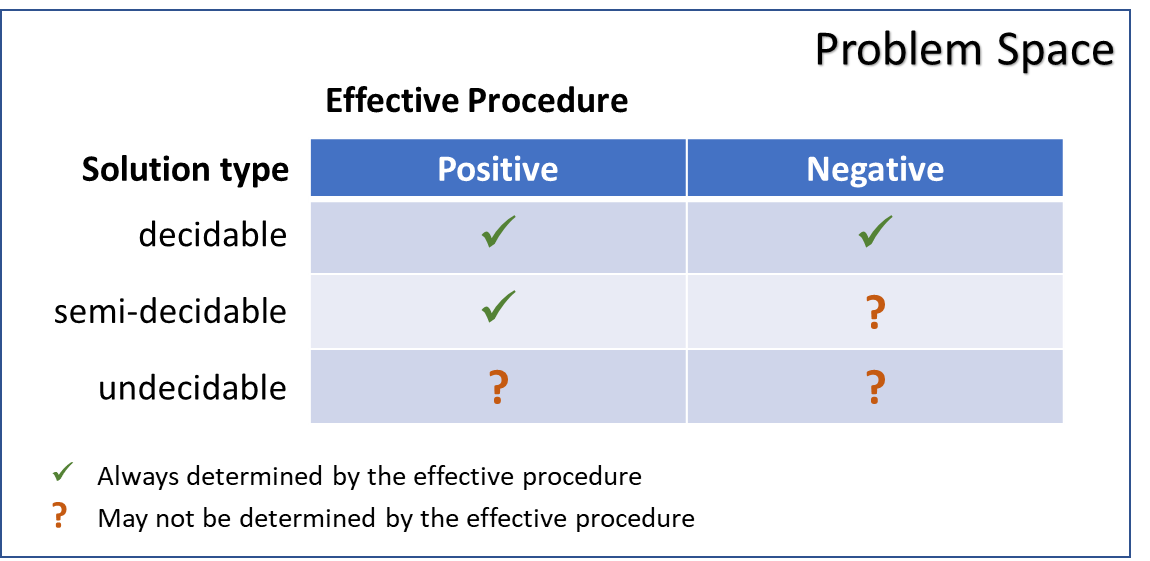 Problem Space
Effective Procedure
Solution type Positive Negative
decidable ✓ ✓
semi-decidable ✓ ?
undecidable ? ?
✓ Always determined by the effective procedure
? May not be determined by the effective procedure